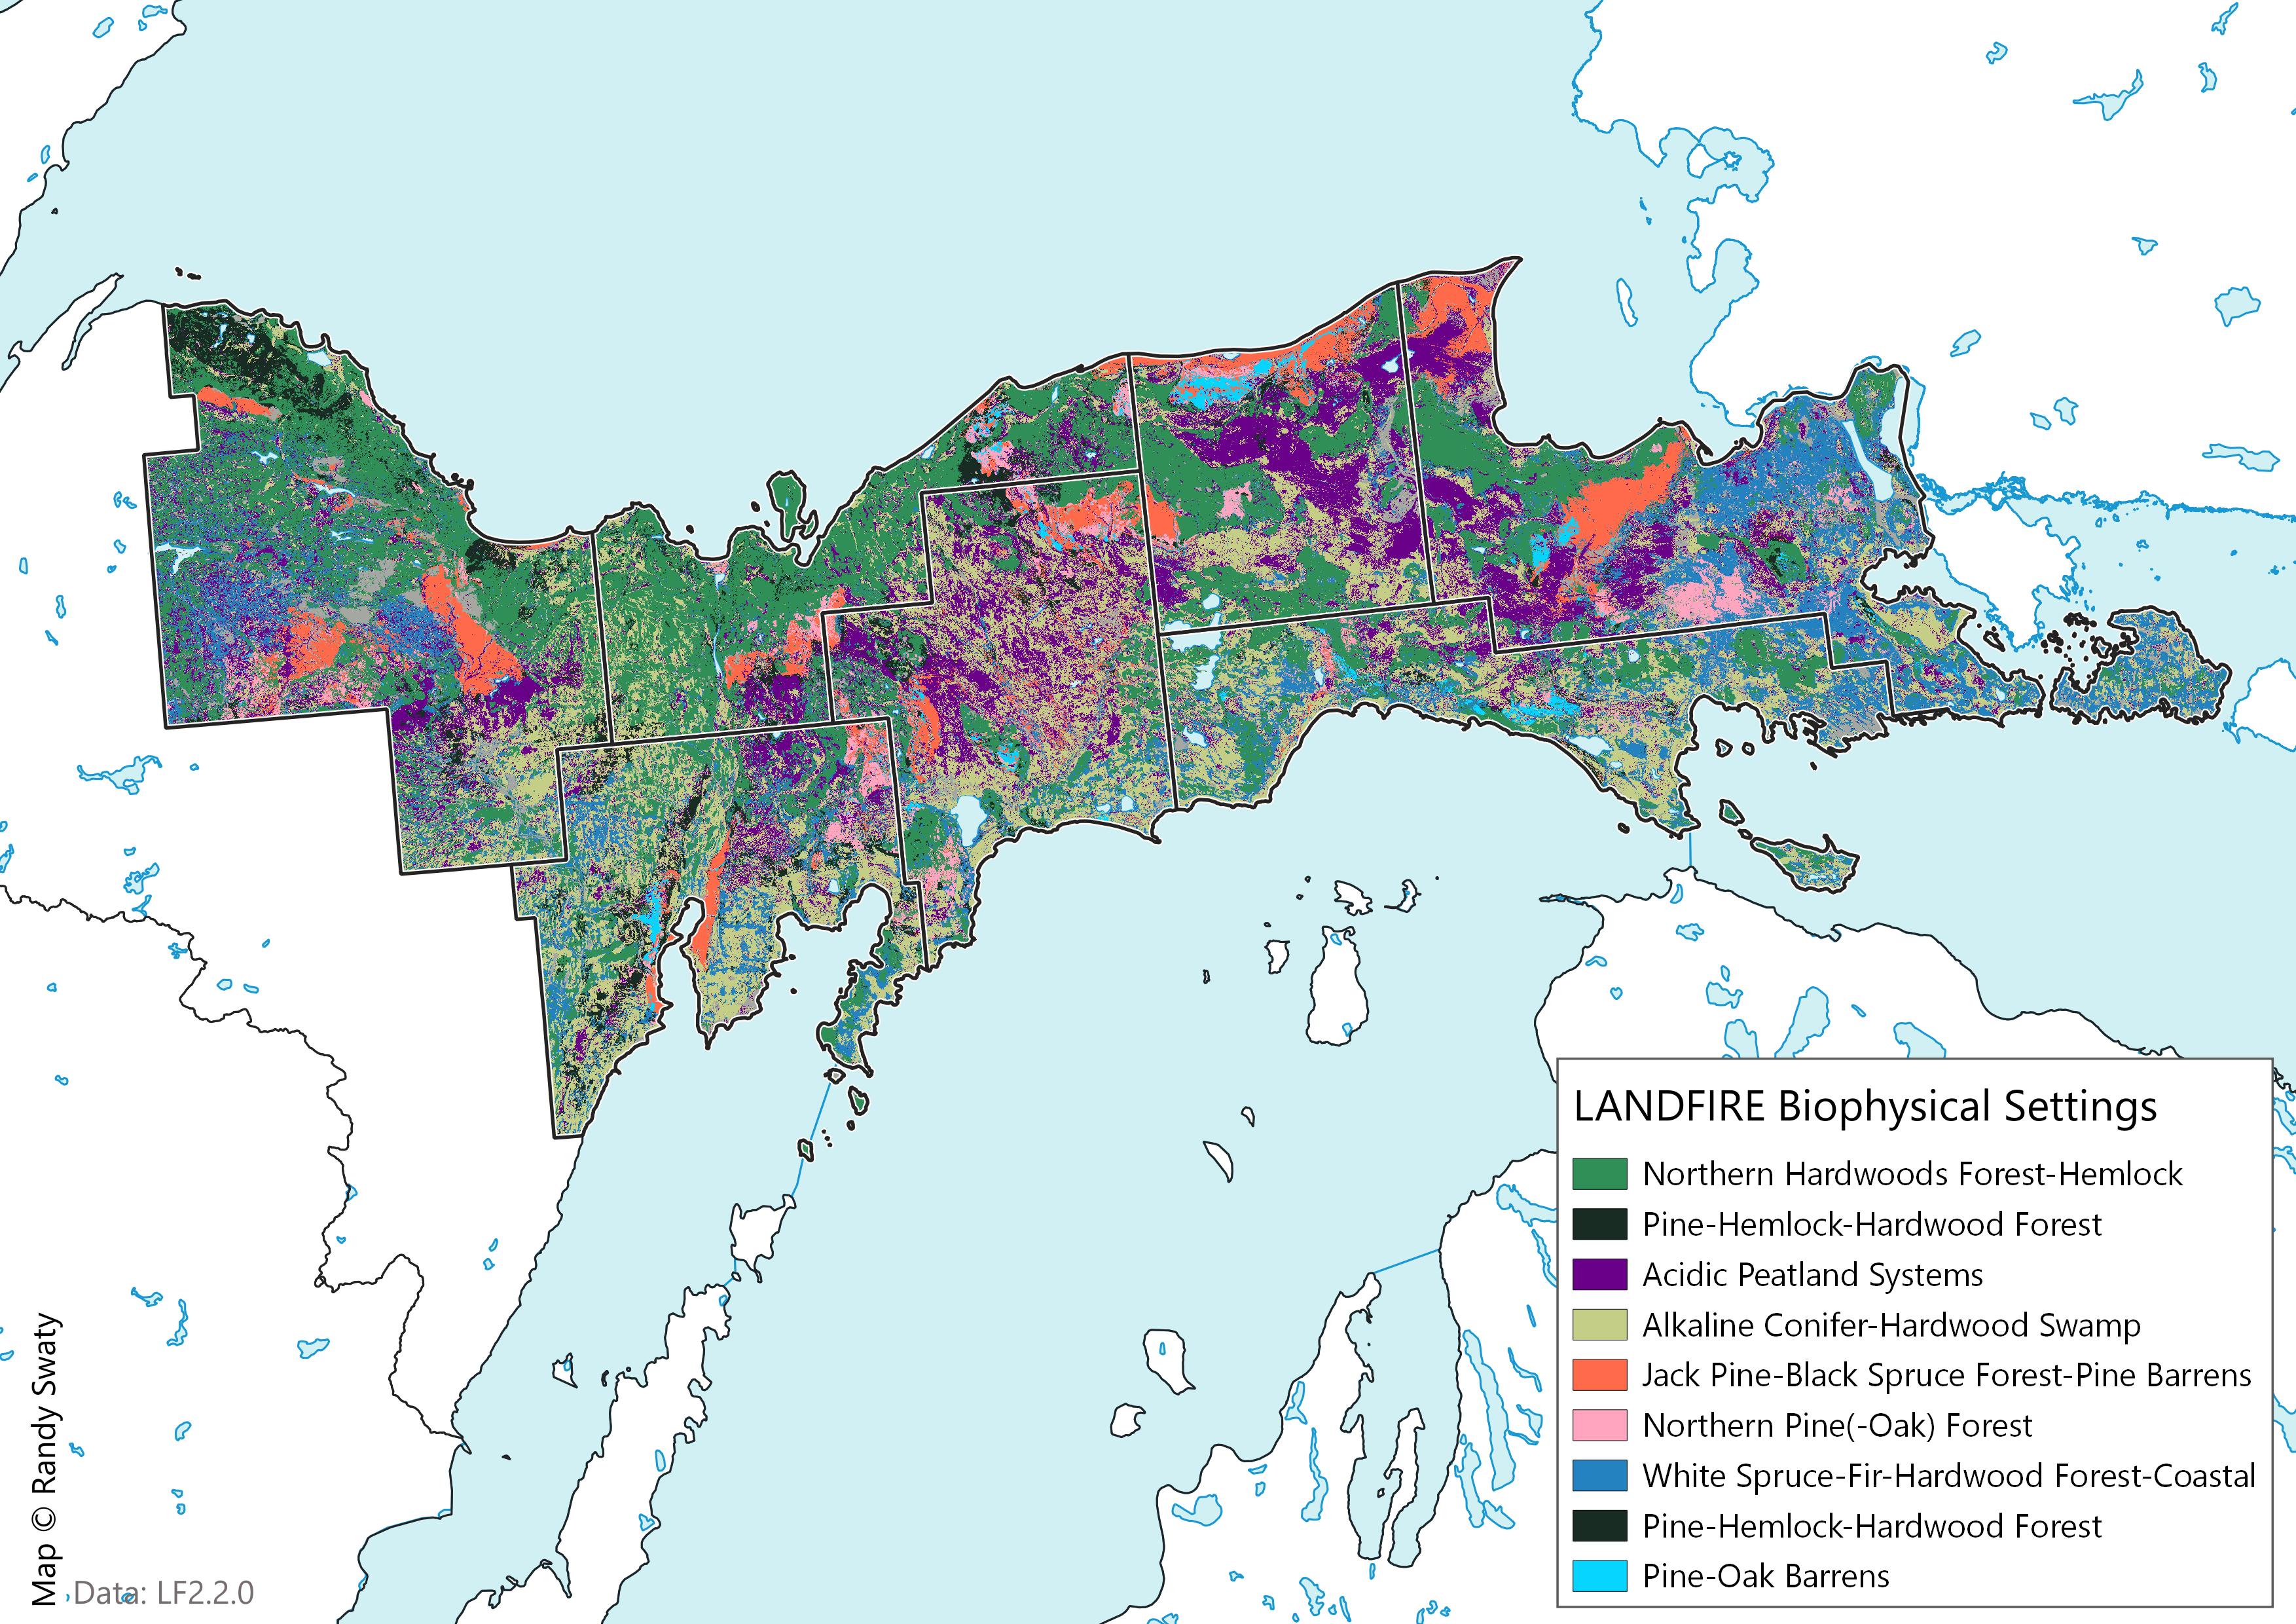 LANDFIRE Biophysical Settings
Northern Hardwoods Forest-Hemlock
Pine-Hemlock-Hardwood Forest
Acidic Peatland Systems
Alkaline Conifer-Hardwood Swamp
Jack Pine-Black Spruce Forest-Pine Barrens
Northern Pine(-Oak) Forest
White Spruce-Fir-Hardwood Forest-Coastal
Pine-Hemlock-Hardwood Forest
Pine-Oak Barrens
Map © Randy Swaty
Data: LF2.2.0